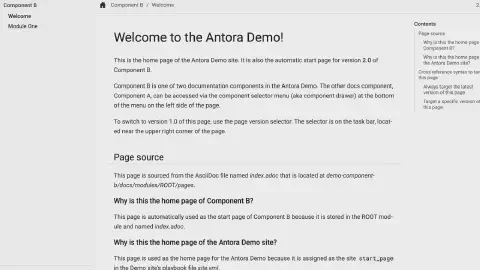 Component B
Welcome
Module One
Component B / Welcome
2.
Welcome to the Antora Demo!
This is the home page of the Antora Demo site. It is also the automatic start page for version 2.0 of
Component B.
Component B is one of two documentation components in the Antora Demo. The other docs component,
Component A, can be accessed via the component selector menu (aka component drawer) at the bottom
of the menu on the left side of the page.
To switch to version 1.0 of this page, use the page version selector. The selector is on the task bar, locat-
ed near the upper right corner of the page.
Page source
This page is sourced from the AsciiDoc file named index.adoc that is located at demo-component-
b/docs/modules/ROOT/pages.
Why is this the home page of Component B?
This page is automatically used as the start page of Component B because it is stored in the ROOT mod-
ule and named index.adoc.
Why is this the home page of the Antora Demo site?
This page is used as the home page for the Antora Demo because it is assigned as the site start_page
in the Demo site's playbook file site.yml.
Contents
Page source
Why is this the home page of
Component B?
Why is this the home page of
the Antora Demo site?
Cross reference syntax to tar
this page
Always target the latest
version of this page
Target a specific version of
this page